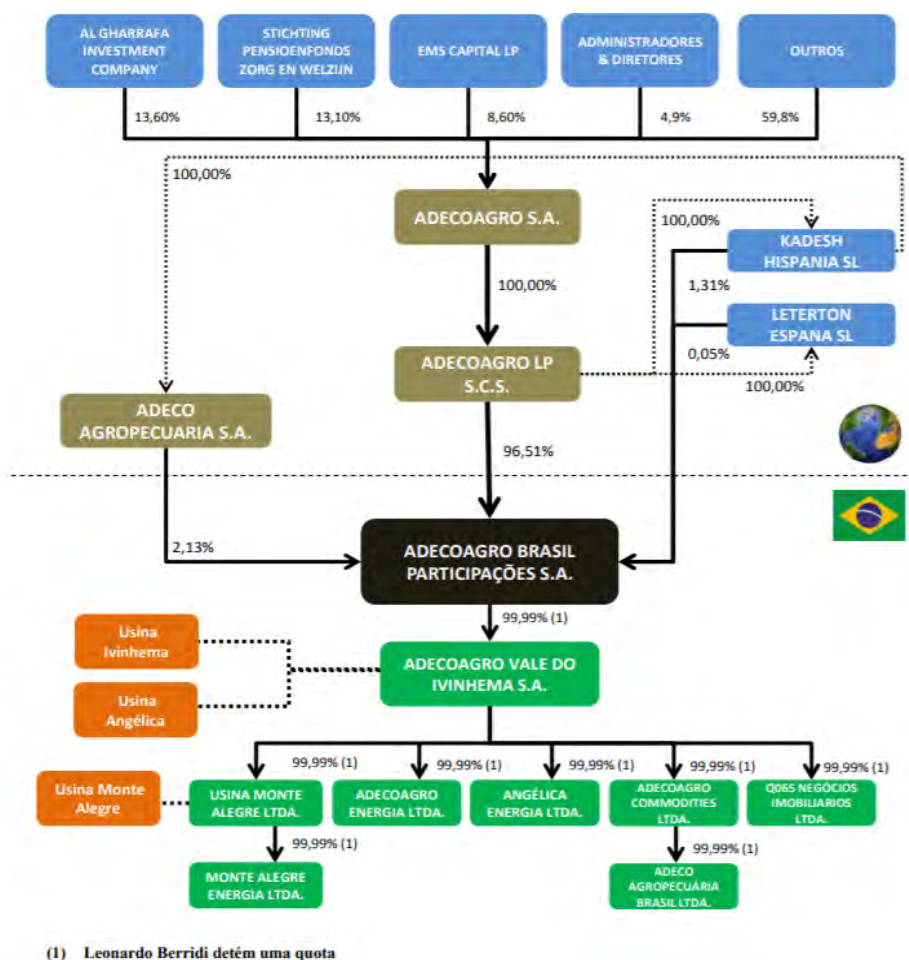 AL GHARRAFA
INVESTMENT
COMPANY
STICHTING
PENSIOENFONDS
ZORG EN WELZIJN
EMS CAPITAL LP
ADMINISTRADORES
& DIRETORES
OUTROS
13,60%
13,10%
8,60%
4,9%
59,8%
100,00%
ADECOAGRO S.A.
100,00%
KADESH
HISPANIA SL
1,31%
100,00%
LETERTON
ESPANA SL
0,05%
ADECOAGRO LP
S.C.S.
100,00%
ADECO
AGROPECUARIA S.A.
96,51%
2,13%
ADECOAGRO BRASIL
PARTICIPAÇÕES S.A.
99,99% (1)
Usina
Ivinhema
ADECOAGRO VALE DO
IVINHEMA S.A.
Usina
Angélica
99,99% (1)
99,99% (1)
99,99% (1)
99,99% (1)
99,99% (1)
Usina Monte
Alegre
USINA MONTE
ALEGRE LTDA.
ADECOAGRO
ENERGIA LTDA.
ANGÉLICA
ENERGIA LTDA.
ADECOAGRO
COMMODITIES
LTDA.
Q065 NEGÓCIOS
IMOBILIARIOS
LTDA.
99,99% (1)
99,99% (1)
MONTE ALEGRE
ENERGIA LTDA.
ADECO
AGROPECUÁRIA
BRASIL LTDA.
(1) Leonardo Berridi detém uma quota